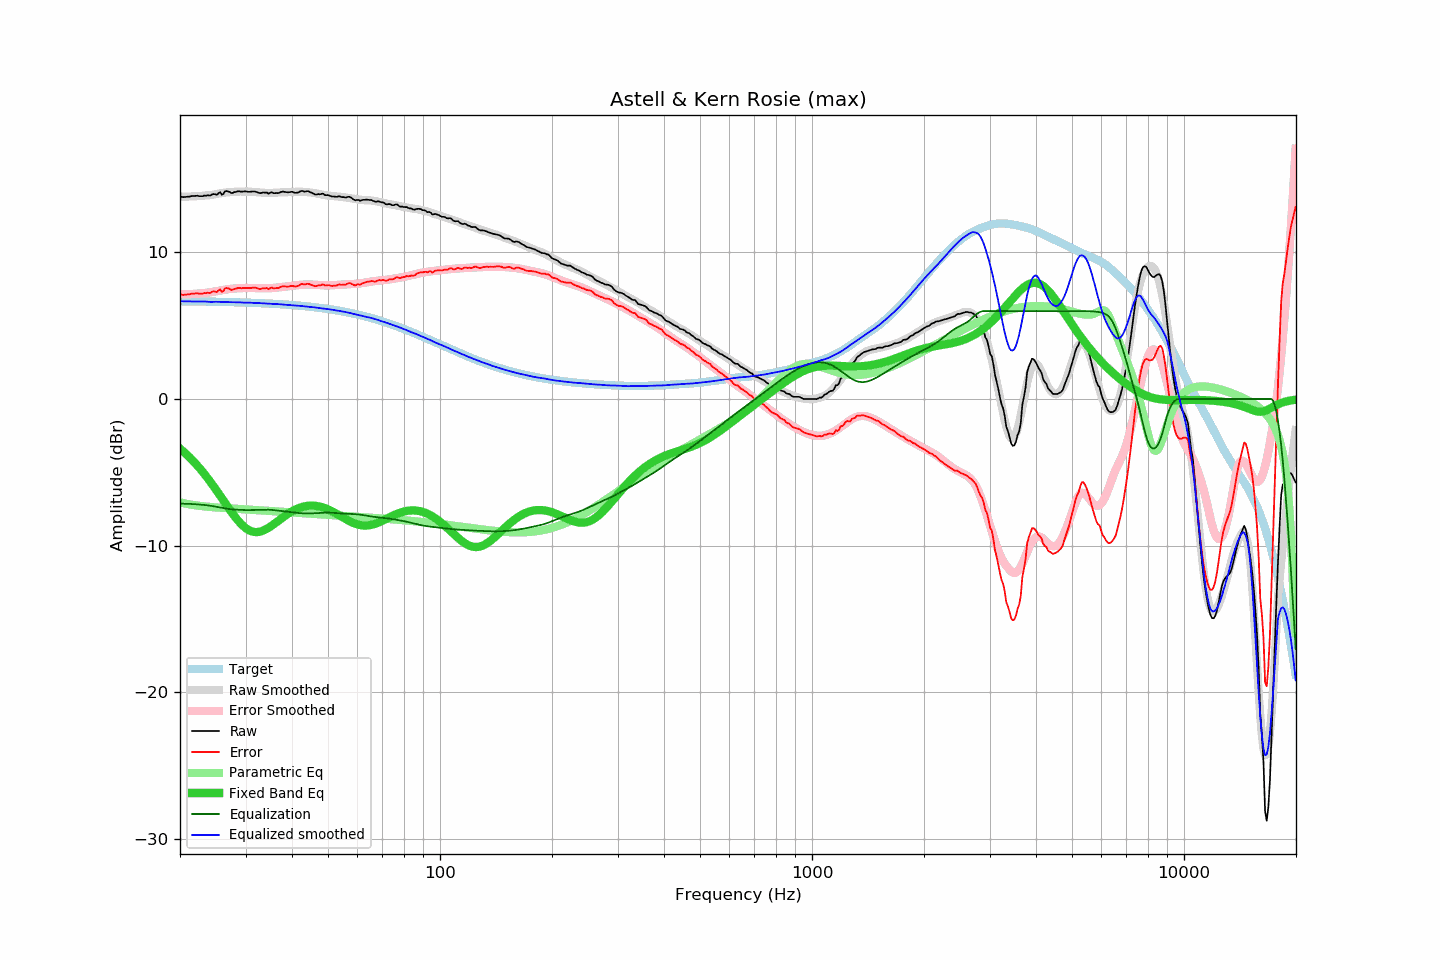 Astell & Kern Rosie (max)
Amplitude (dBr)
10
0
−10
−20
−30
Target
Raw Smoothed
Error Smoothed
Raw
Error
Parametric Eq
Fixed Band Eq
Equalization
Equalized smoothed
100
1000
10000
Frequency (Hz)